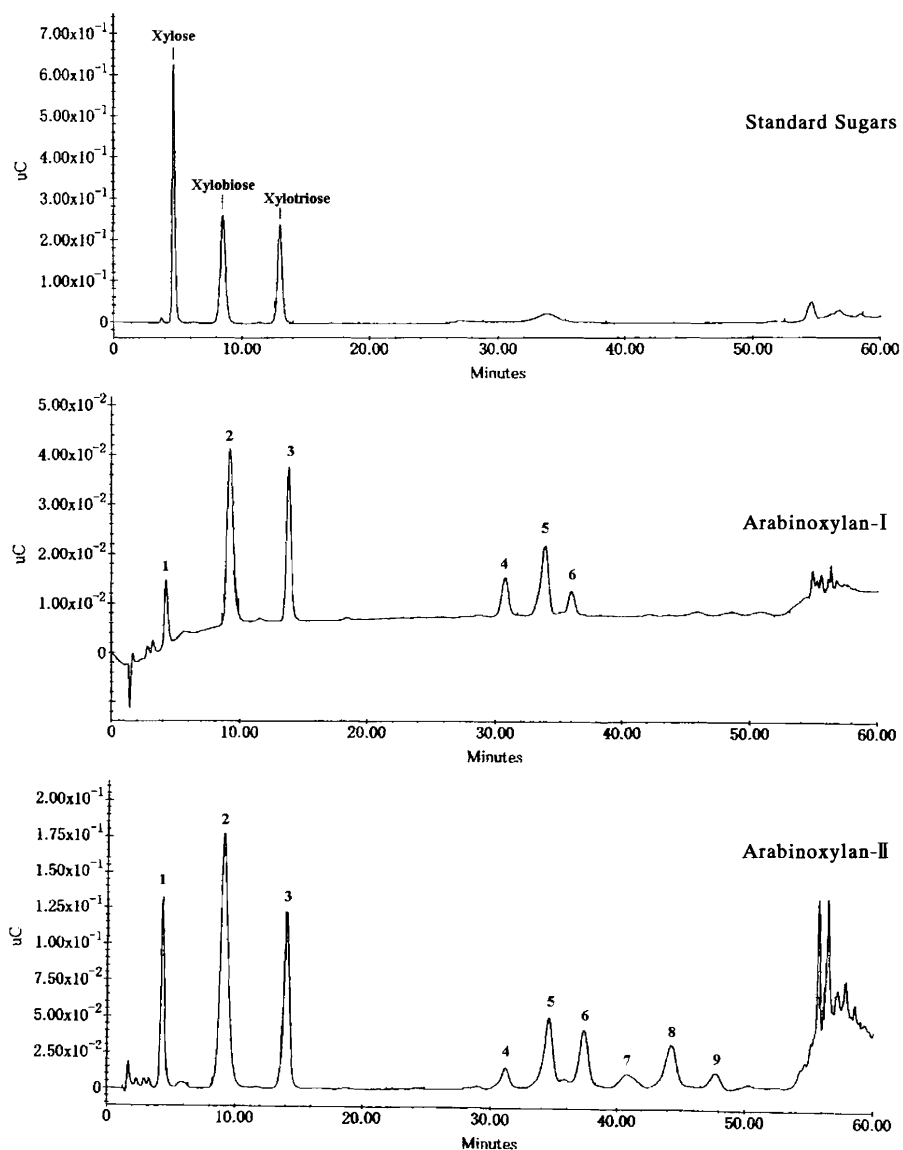 Xylose
7.00x10⁻¹
6.00x10⁻¹
5.00x10⁻¹
4.00x10⁻¹
3.00x10⁻¹
2.00x10⁻¹
1.00x10⁻¹
0
uC
Standard Sugars
Xylobiose
Xylotriose
0 10.00 20.00 30.00 40.00 50.00 60.00
Minutes
5.00x10⁻²
4.00x10⁻²
3.00x10⁻²
2.00x10⁻²
1.00x10⁻²
0
uC
Arabinoxylan-Ⅰ
1 2 3 4 5 6
0 10.00 20.00 30.00 40.00 50.00 60.00
Minutes
2.00x10⁻¹
1.75x10⁻¹
1.50x10⁻¹
1.25x10⁻¹
1.00x10⁻¹
7.50x10⁻²
5.00x10⁻²
2.50x10⁻²
0
uC
Arabinoxylan-Ⅱ
1 2 3 4 5 6 7 8 9
0 10.00 20.00 30.00 40.00 50.00 60.00
Minutes